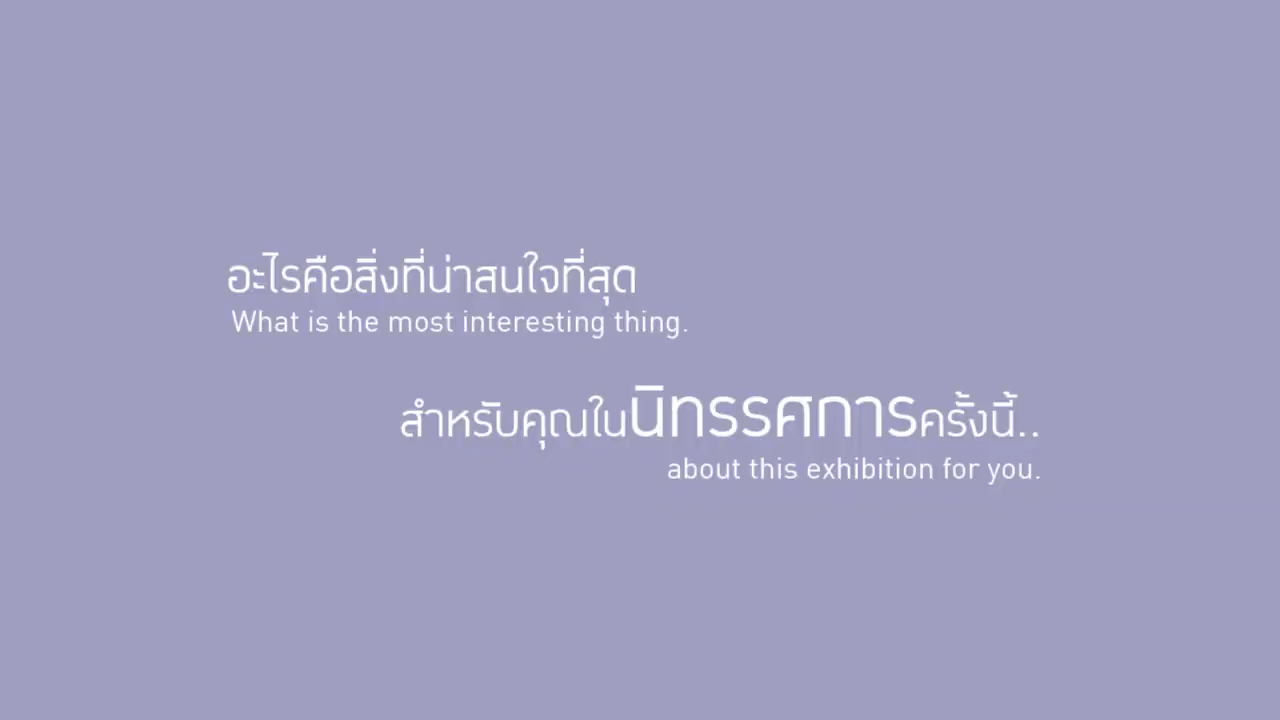 อะไรคือสิ่งที่น่าสนใจที่สุด
What is the most interesting thing.
สำหรับคุณในนิทรรศการครั้งนี้..
about this exhibition for you.